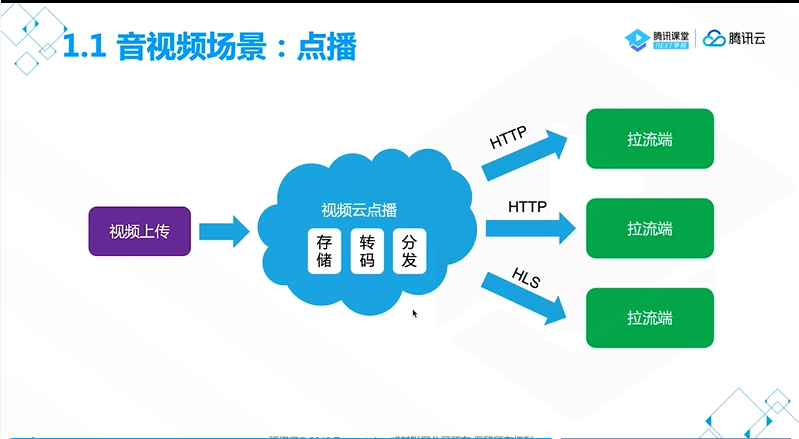 1.1 音视频场景：点播
腾讯课堂
NEXT学院
腾讯云
视频上传
视频云点播
存储
转码
分发
HTTP
拉流端
HTTP
拉流端
HLS
拉流端